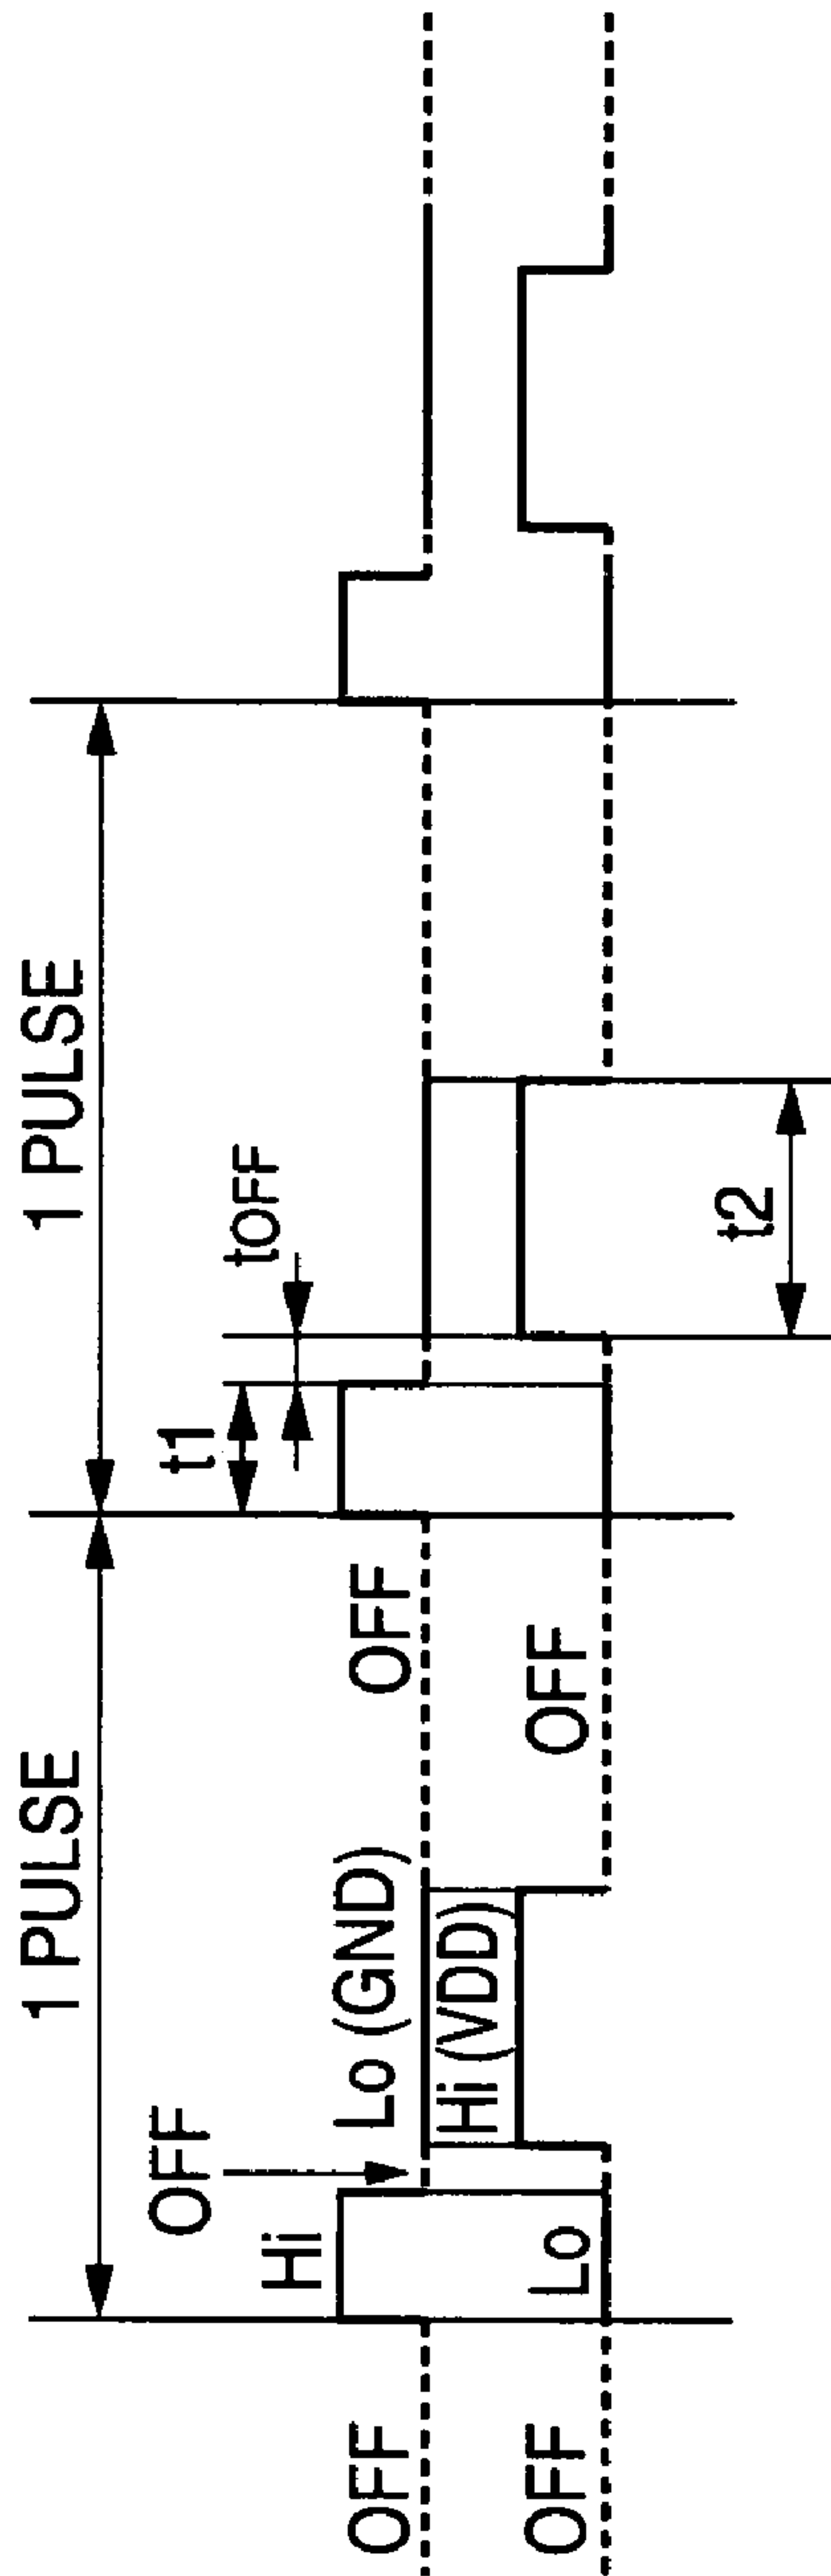 1 PULSE
1 PULSE
OFF
t1
tOFF
Hi
Lo (GND)
OFF
OFF
Hi (VDD)
Lo
OFF
OFF
t2